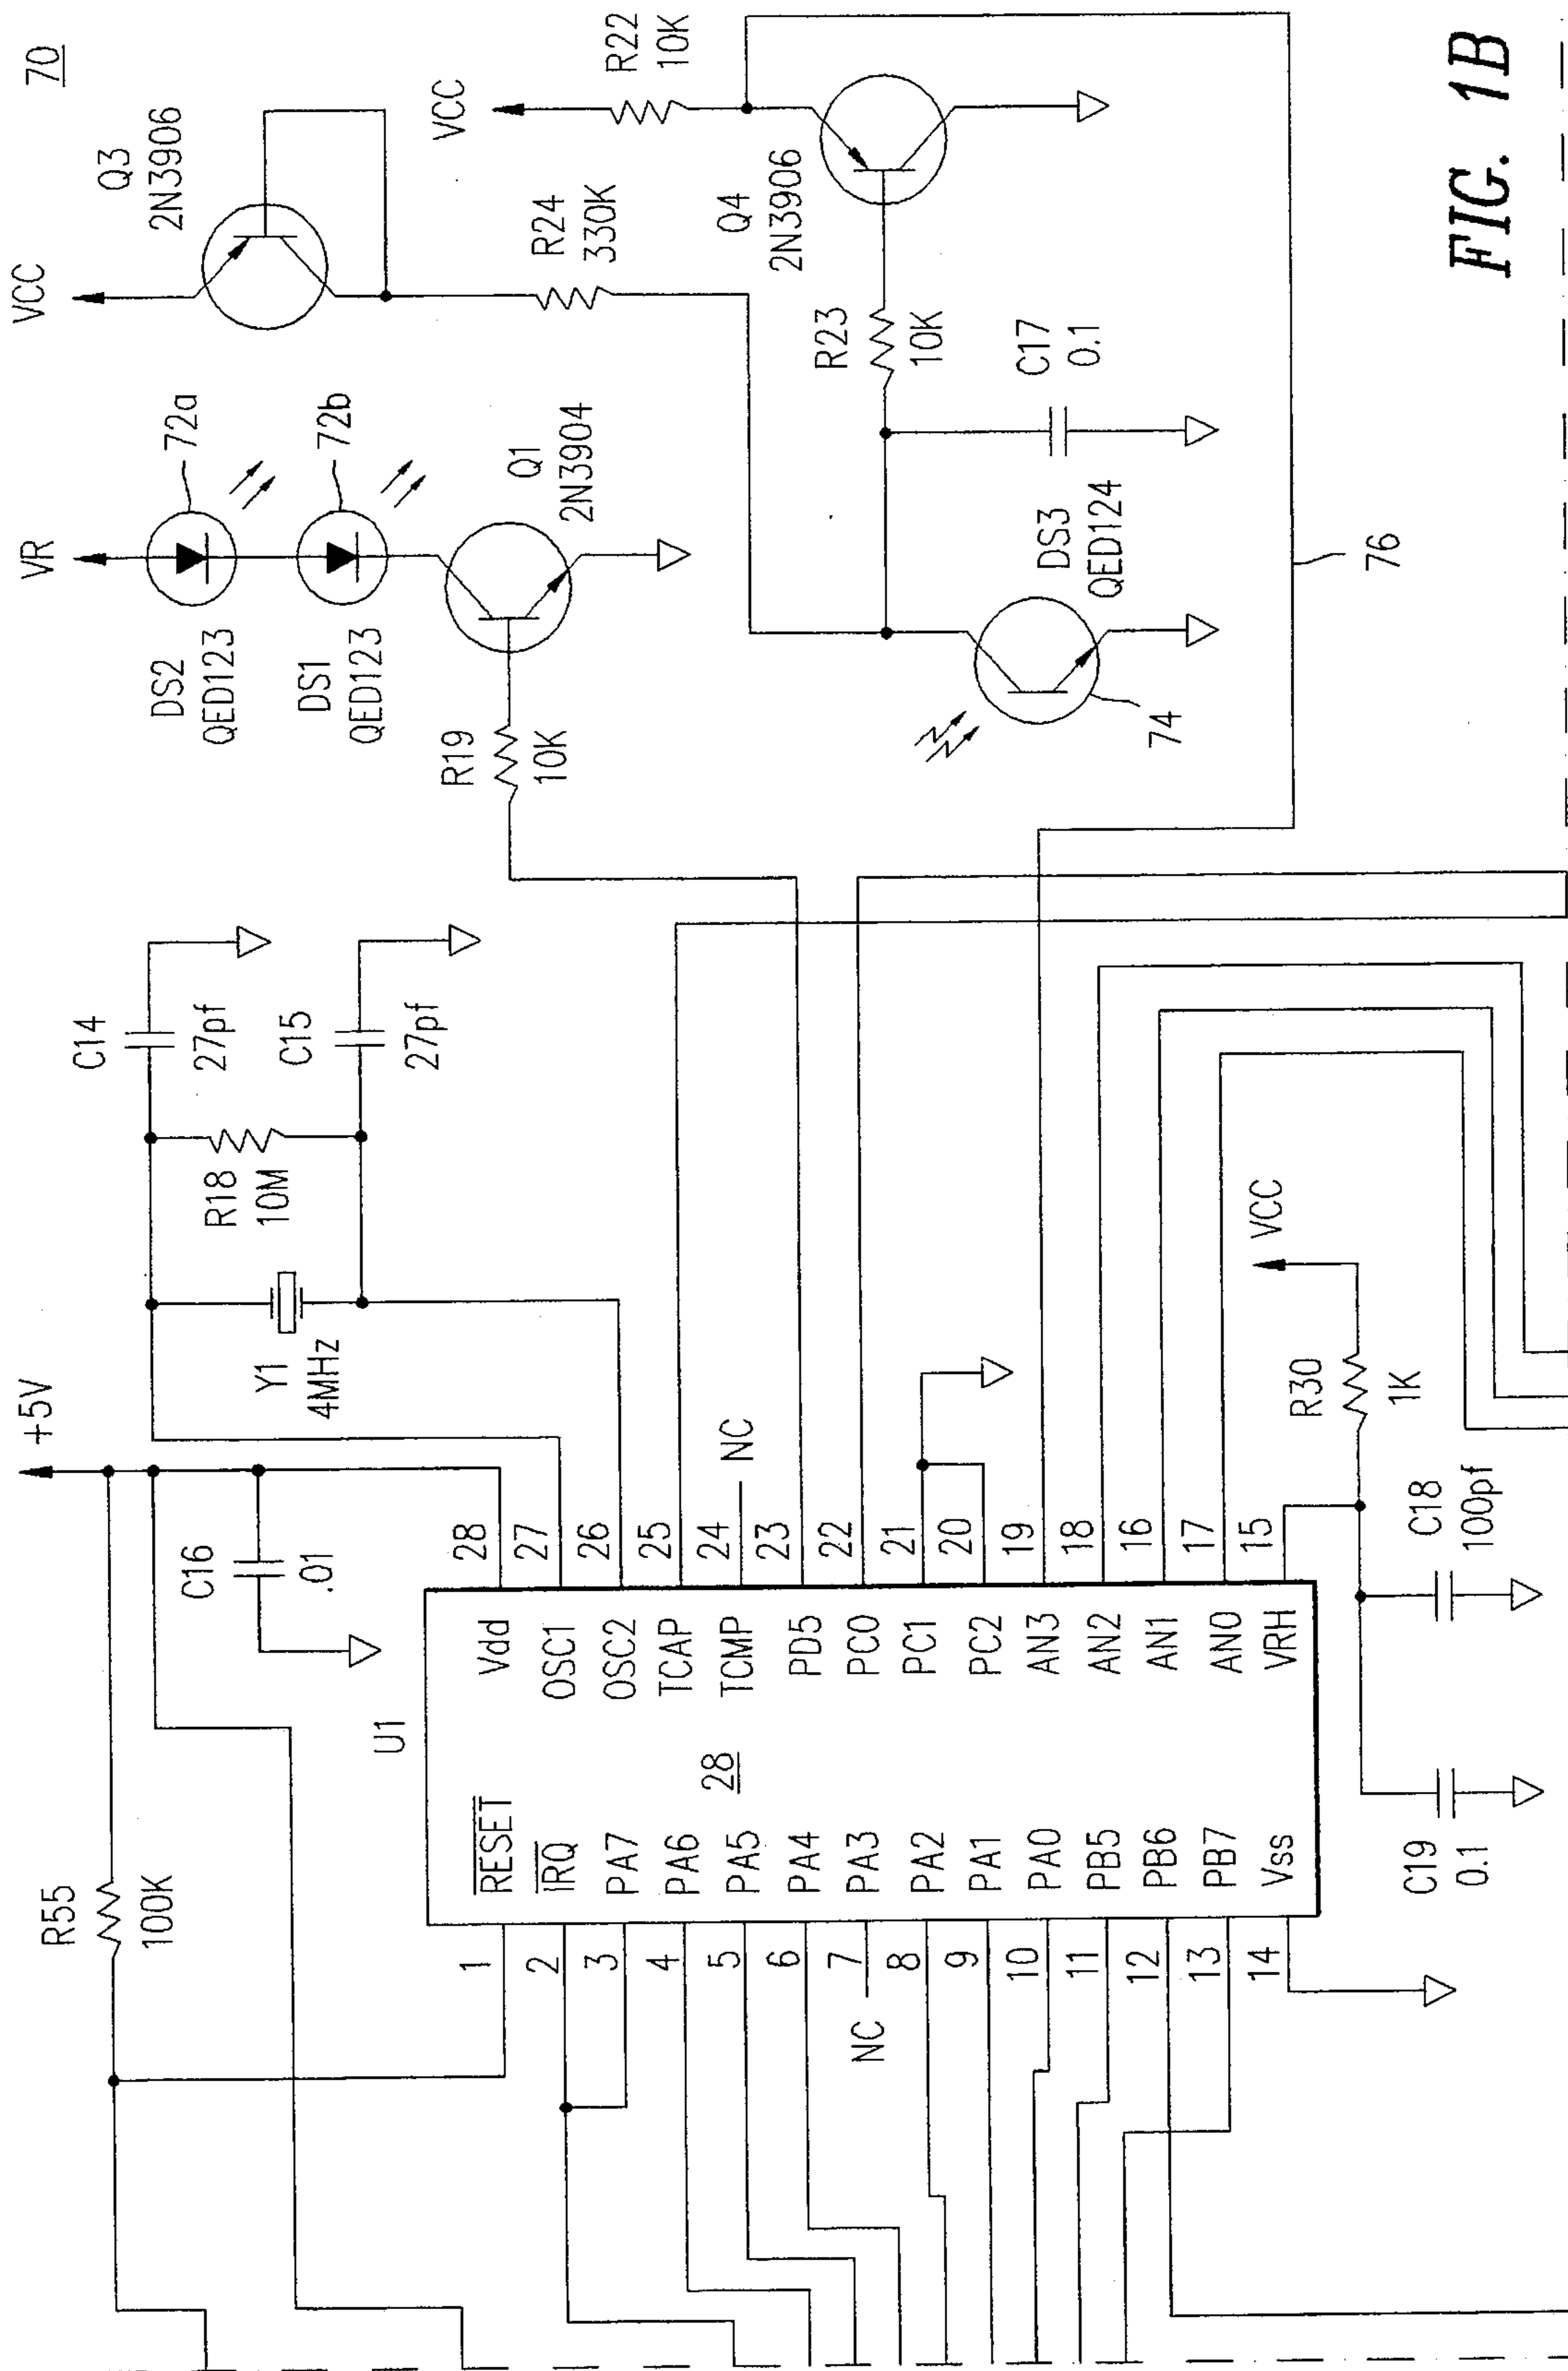 70
+5V
VCC
VR
Q3
2N3906
72a
DS2
QED123
72b
DS1
QED123
C14
27pf
C15
27pf
R18
10M
Y1
4MHz
R55
100K
C16
.01
R19
10K
Q1
2N3904
R24
330K
VCC
R22
10K
Q4
2N3906
R23
10K
C17
0.1
DS3
QED124
74
76
U1
28
1
RESET
2
IRQ
3
PA7
4
PA6
5
PA5
6
PA4
NC
7
PA3
8
PA2
9
PA1
10
PA0
11
PB5
12
PB6
13
PB7
14
Vss
Vdd
28
OSC1
27
OSC2
26
TCAP
25
TCMP
24
NC
PD5
23
PC0
22
PC1
21
PC2
20
AN3
19
AN2
18
AN1
16
AN0
17
VRH
15
VCC
R30
1K
C18
100pf
C19
0.1
FIG. 1B